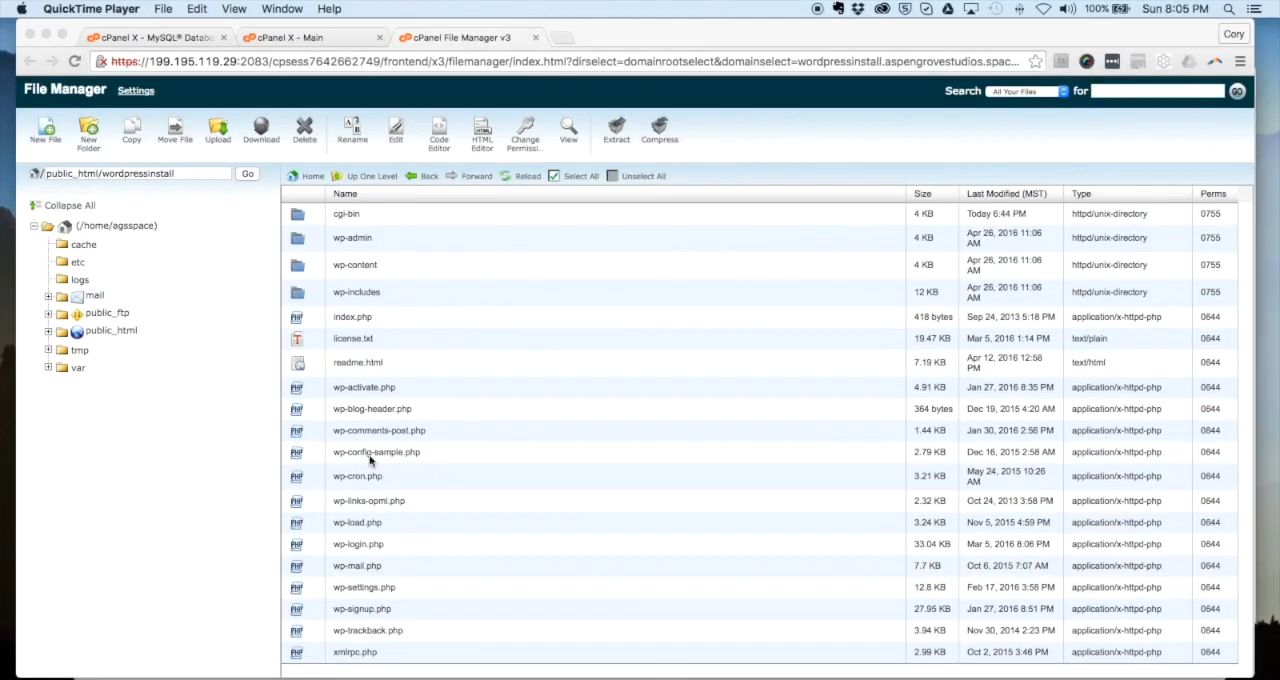 QuickTime Player File Edit View Window Help 100% Sun 8:05 PM
cPanel X - MySQL® Databa cPanel X - Main cPanel File Manager v3 Cory
https://199.195.119.29:2083/cpsess7642662749/frontend/x3/filemanager/index.html?dirselect=domainrootselect&domainselect=wordpressinstall.aspengrovestudios.spac...
File Manager Settings Search All Your Files for GO
New File New Folder Copy Move File Upload Download Delete Rename Edit Code Editor HTML Editor Change Permissi... View Extract Compress
/ public_html/wordpressinstall Go
Home Up One Level Back Forward Reload Select All Unselect All
Collapse All
(/home/agsspace)
cache
etc
logs
mail
public_ftp
public_html
tmp
var
Name Size Last Modified (MST) Type Perms
cgi-bin 4 KB Today 6:44 PM httpd/unix-directory 0755
wp-admin 4 KB Apr 26, 2016 11:06 AM httpd/unix-directory 0755
wp-content 4 KB Apr 26, 2016 11:06 AM httpd/unix-directory 0755
wp-includes 12 KB Apr 26, 2016 11:06 AM httpd/unix-directory 0755
index.php 418 bytes Sep 24, 2013 5:18 PM application/x-httpd-php 0644
license.txt 19.47 KB Mar 5, 2016 1:14 PM text/plain 0644
readme.html 7.19 KB Apr 12, 2016 12:58 PM text/html 0644
wp-activate.php 4.91 KB Jan 27, 2016 8:35 PM application/x-httpd-php 0644
wp-blog-header.php 364 bytes Dec 19, 2015 4:20 AM application/x-httpd-php 0644
wp-comments-post.php 1.44 KB Jan 30, 2016 2:56 PM application/x-httpd-php 0644
wp-config-sample.php 2.79 KB Dec 16, 2015 2:58 AM application/x-httpd-php 0644
wp-cron.php 3.21 KB May 24, 2015 10:26 AM application/x-httpd-php 0644
wp-links-opml.php 2.32 KB Oct 24, 2013 3:58 PM application/x-httpd-php 0644
wp-load.php 3.24 KB Nov 5, 2015 4:59 PM application/x-httpd-php 0644
wp-login.php 33.04 KB Mar 5, 2016 8:06 PM application/x-httpd-php 0644
wp-mail.php 7.7 KB Oct 6, 2015 7:07 AM application/x-httpd-php 0644
wp-settings.php 12.8 KB Feb 17, 2016 3:58 PM application/x-httpd-php 0644
wp-signup.php 27.95 KB Jan 27, 2016 8:51 PM application/x-httpd-php 0644
wp-trackback.php 3.94 KB Nov 30, 2014 2:23 PM application/x-httpd-php 0644
xmlrpc.php 2.99 KB Oct 2, 2015 3:46 PM application/x-httpd-php 0644